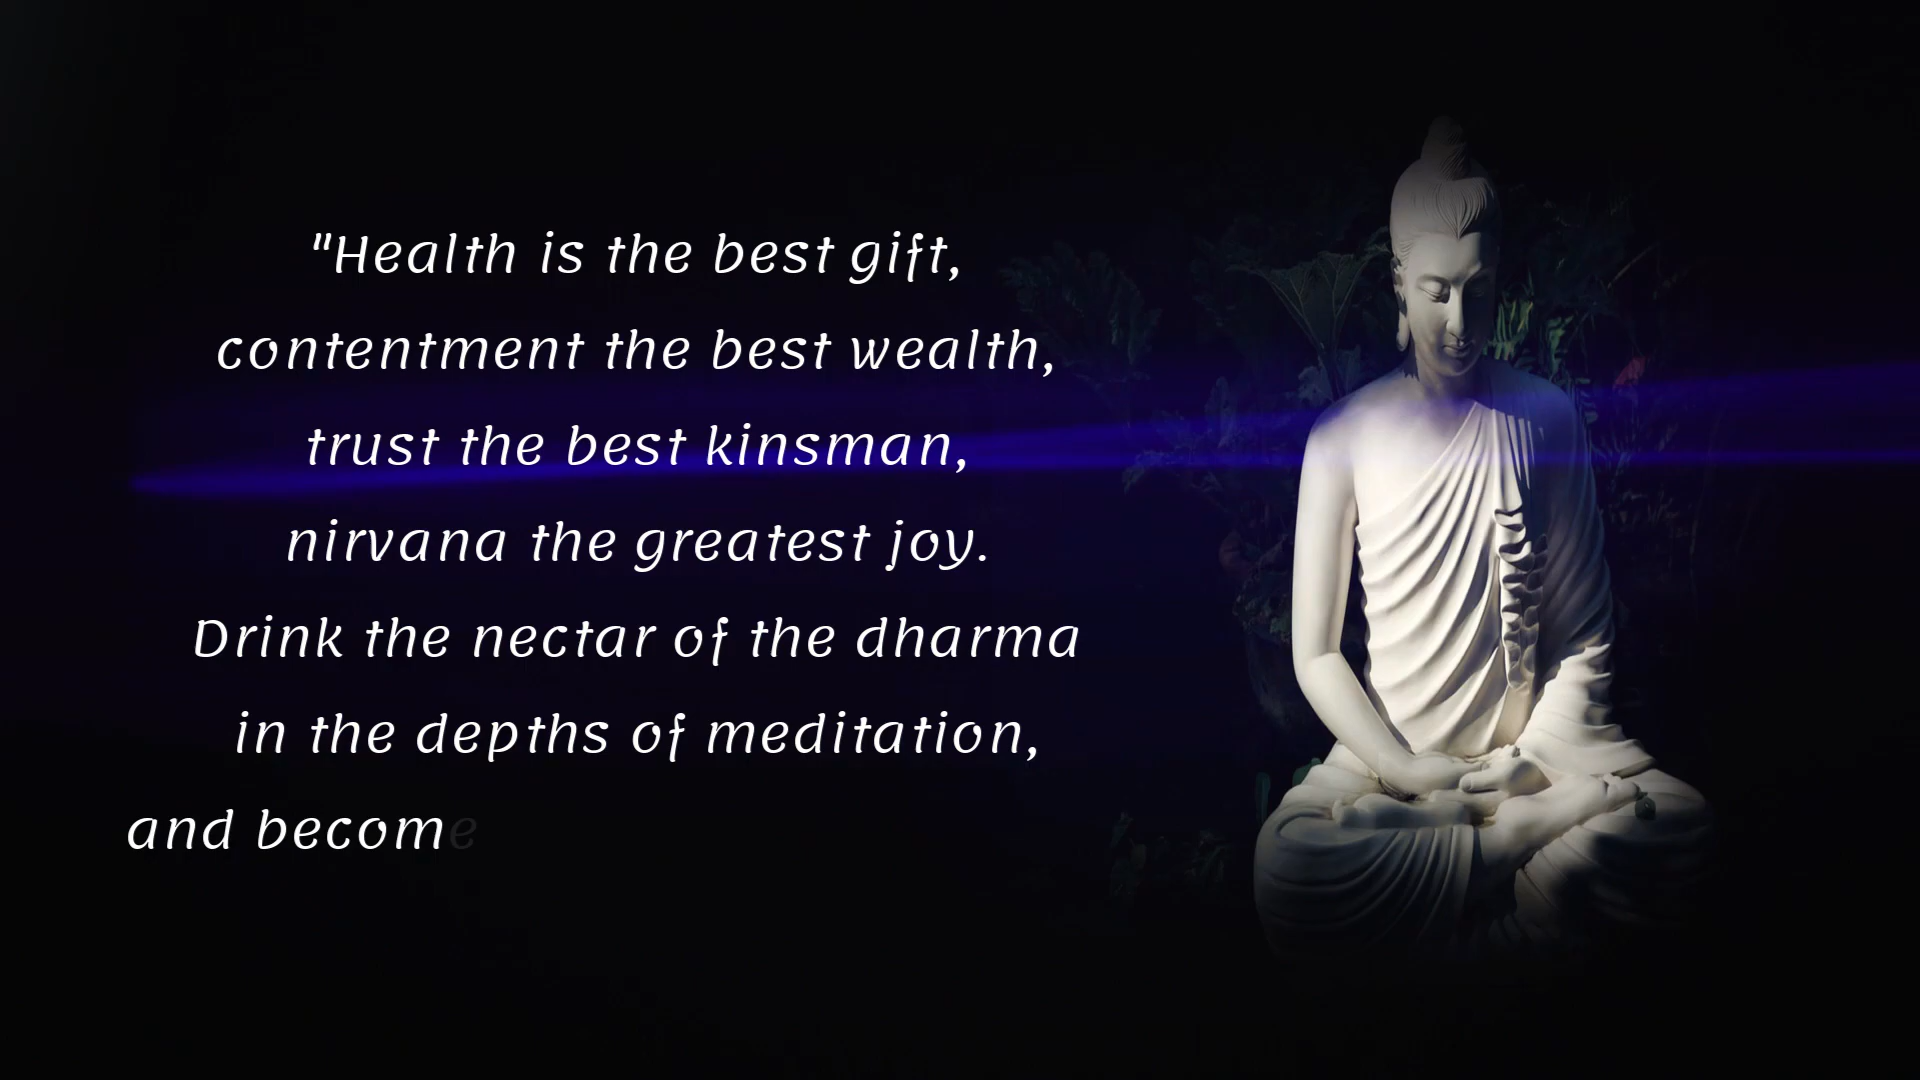 "Health is the best gift,
contentment the best wealth,
trust the best kinsman,
nirvana the greatest joy.
Drink the nectar of the dharma
in the depths of meditation,
and become